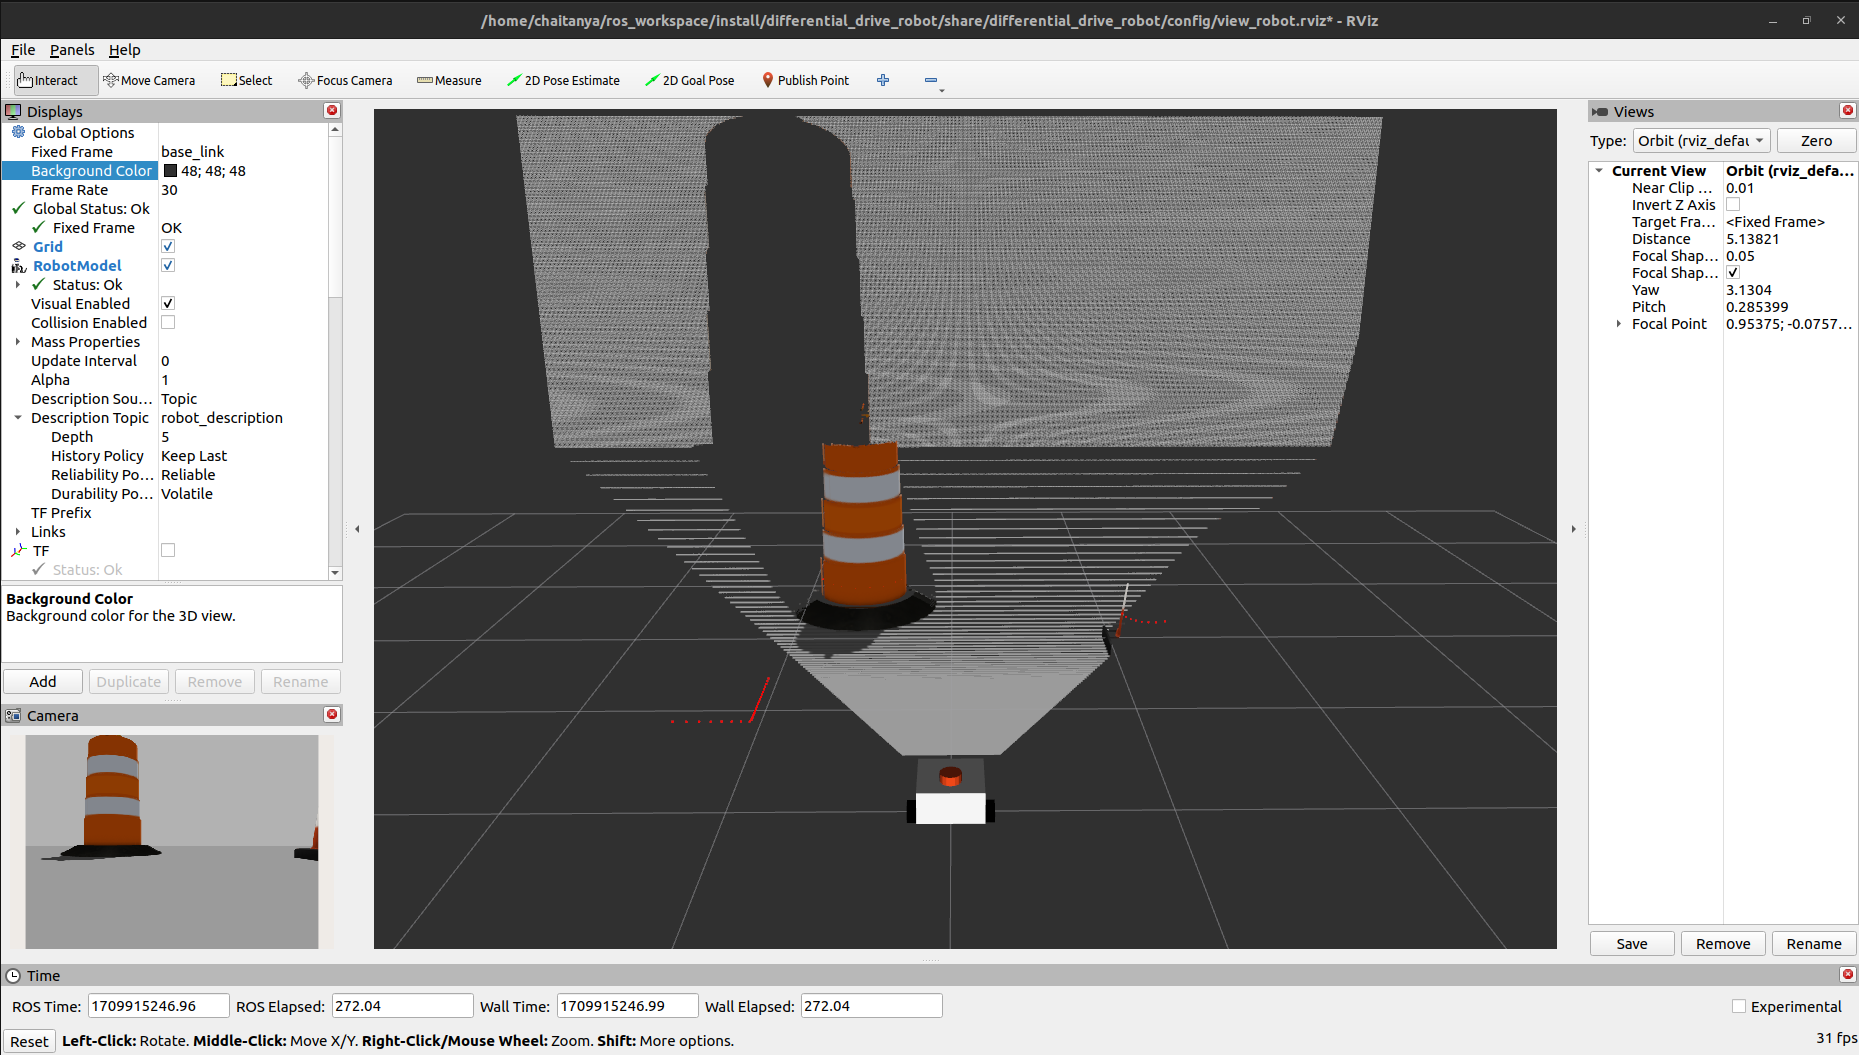 /home/chaitanya/ros_workspace/install/differential_drive_robot/share/differential_drive_robot/config/view_robot.rviz* - RViz
File Panels Help
Interact Move Camera Select Focus Camera Measure 2D Pose Estimate 2D Goal Pose Publish Point
Displays
Global Options
Fixed Frame base_link
Background Color 48; 48; 48
Frame Rate 30
Global Status: Ok
Fixed Frame OK
Grid
RobotModel
Status: Ok
Visual Enabled
Collision Enabled
Mass Properties
Update Interval 0
Alpha 1
Description Sou... Topic
Description Topic robot_description
Depth 5
History Policy Keep Last
Reliability Po... Reliable
Durability Po... Volatile
TF Prefix
Links
TF
Status: Ok
Background Color
Background color for the 3D view.
Add Duplicate Remove Rename
Camera
Views
Type: Orbit (rviz_defau Zero
Current View Orbit (rviz_defa...
Near Clip ... 0.01
Invert Z Axis
Target Fra... <Fixed Frame>
Distance 5.13821
Focal Shap... 0.05
Focal Shap...
Yaw 3.1304
Pitch 0.285399
Focal Point 0.95375; -0.0757...
Save Remove Rename
Time
ROS Time: 1709915246.96 ROS Elapsed: 272.04 Wall Time: 1709915246.99 Wall Elapsed: 272.04 Experimental
Reset Left-Click: Rotate. Middle-Click: Move X/Y. Right-Click/Mouse Wheel: Zoom. Shift: More options. 31 fps